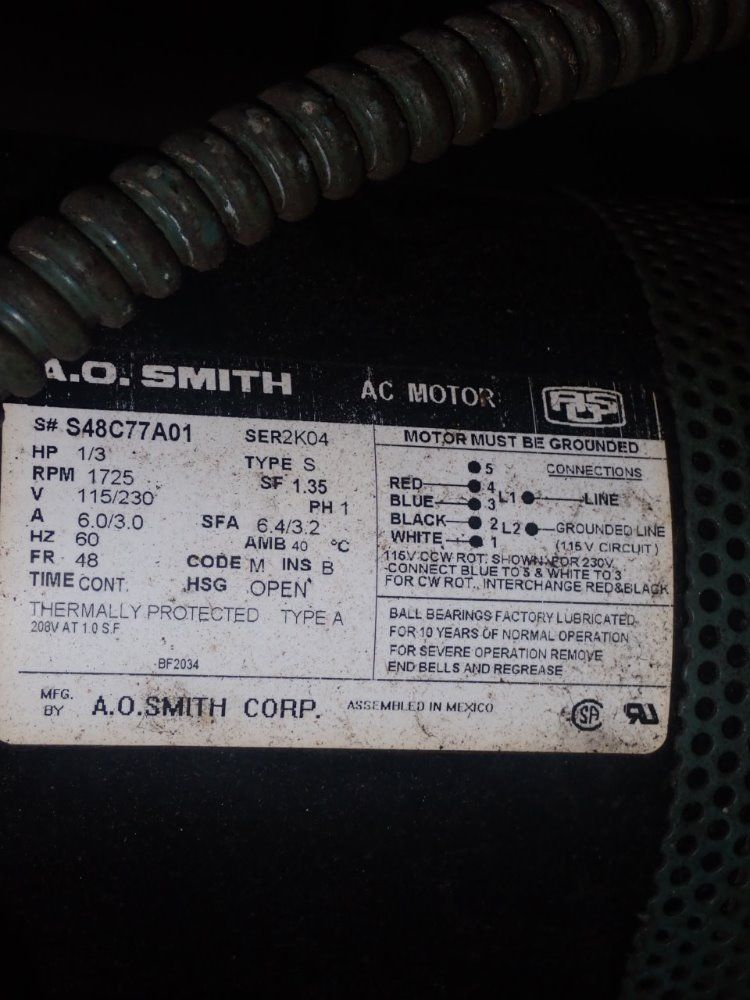 A.O. SMITH AC MOTOR AOS
S# S48C77A01 SER2K04
HP 1/3 TYPE S
RPM 1725 SF 1.35
V 115/230 PH 1
A 6.0/3.0 SFA 6.4/3.2
HZ 60 AMB 40 °C
FR 48 CODE M INS B
TIME CONT. HSG OPEN
THERMALLY PROTECTED TYPE A
208V AT 1.0 S.F.
BF2034
MOTOR MUST BE GROUNDED
CONNECTIONS
5
RED 4
BLUE 3 L1 LINE
BLACK 2 L2 GROUNDED LINE
WHITE 1 (115V CIRCUIT)
115V CCW ROT. SHOWN. FOR 230V
CONNECT BLUE TO 5 & WHITE TO 3
FOR CW ROT., INTERCHANGE RED&BLACK
BALL BEARINGS FACTORY LUBRICATED
FOR 10 YEARS OF NORMAL OPERATION
FOR SEVERE OPERATION REMOVE
END BELLS AND REGREASE
MFG. BY A.O.SMITH CORP. ASSEMBLED IN MEXICO SA RU